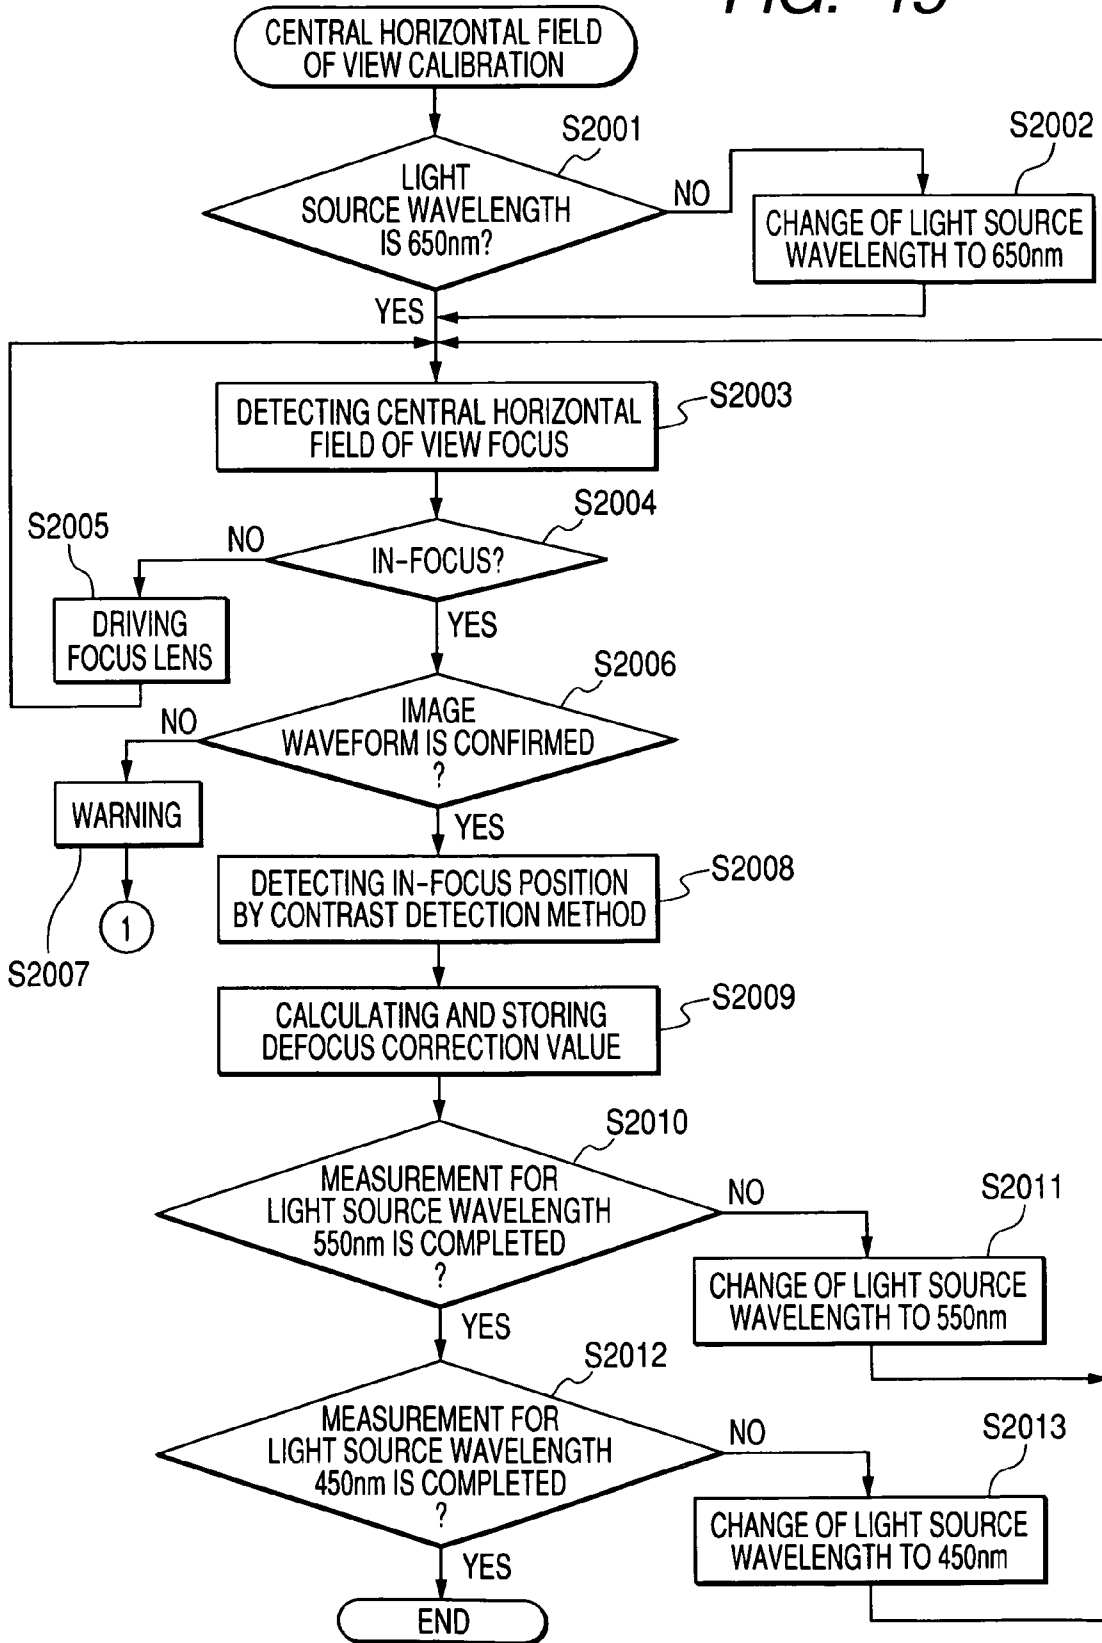 FIG. 15
CENTRAL HORIZONTAL FIELD
OF VIEW CALIBRATION
S2001
LIGHT
SOURCE WAVELENGTH
IS 650nm?
NO
S2002
CHANGE OF LIGHT SOURCE
WAVELENGTH TO 650nm
YES
DETECTING CENTRAL HORIZONTAL
FIELD OF VIEW FOCUS
S2003
S2004
IN-FOCUS?
NO
S2005
DRIVING
FOCUS LENS
YES
S2006
IMAGE
WAVEFORM IS CONFIRMED
?
NO
WARNING
1
S2007
YES
DETECTING IN-FOCUS POSITION
BY CONTRAST DETECTION METHOD
S2008
CALCULATING AND STORING
DEFOCUS CORRECTION VALUE
S2009
S2010
MEASUREMENT FOR
LIGHT SOURCE WAVELENGTH
550nm IS COMPLETED
?
NO
S2011
CHANGE OF LIGHT SOURCE
WAVELENGTH TO 550nm
YES
S2012
MEASUREMENT FOR
LIGHT SOURCE WAVELENGTH
450nm IS COMPLETED
?
NO
S2013
CHANGE OF LIGHT SOURCE
WAVELENGTH TO 450nm
YES
END